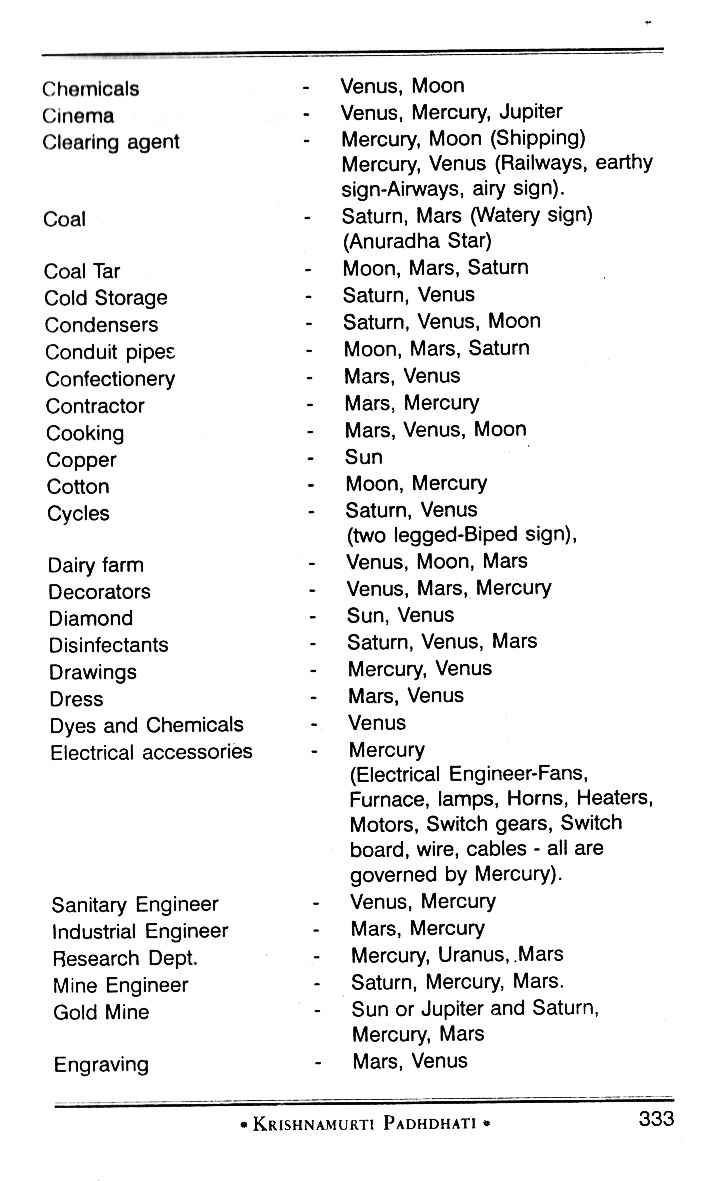 Chemicals - Venus, Moon
Cinema - Venus, Mercury, Jupiter
Clearing agent - Mercury, Moon (Shipping)
Mercury, Venus (Railways, earthy
sign-Airways, airy sign).
Coal - Saturn, Mars (Watery sign)
(Anuradha Star)
Coal Tar - Moon, Mars, Saturn
Cold Storage - Saturn, Venus
Condensers - Saturn, Venus, Moon
Conduit pipes - Moon, Mars, Saturn
Confectionery - Mars, Venus
Contractor - Mars, Mercury
Cooking - Mars, Venus, Moon
Copper - Sun
Cotton - Moon, Mercury
Cycles - Saturn, Venus
(two legged-Biped sign),
Dairy farm - Venus, Moon, Mars
Decorators - Venus, Mars, Mercury
Diamond - Sun, Venus
Disinfectants - Saturn, Venus, Mars
Drawings - Mercury, Venus
Dress - Mars, Venus
Dyes and Chemicals - Venus
Electrical accessories - Mercury
(Electrical Engineer-Fans,
Furnace, lamps, Horns, Heaters,
Motors, Switch gears, Switch
board, wire, cables - all are
governed by Mercury).
Sanitary Engineer - Venus, Mercury
Industrial Engineer - Mars, Mercury
Research Dept. - Mercury, Uranus, .Mars
Mine Engineer - Saturn, Mercury, Mars.
Gold Mine - Sun or Jupiter and Saturn,
Mercury, Mars
Engraving - Mars, Venus
• KRISHNAMURTI PADHDHATI • 333